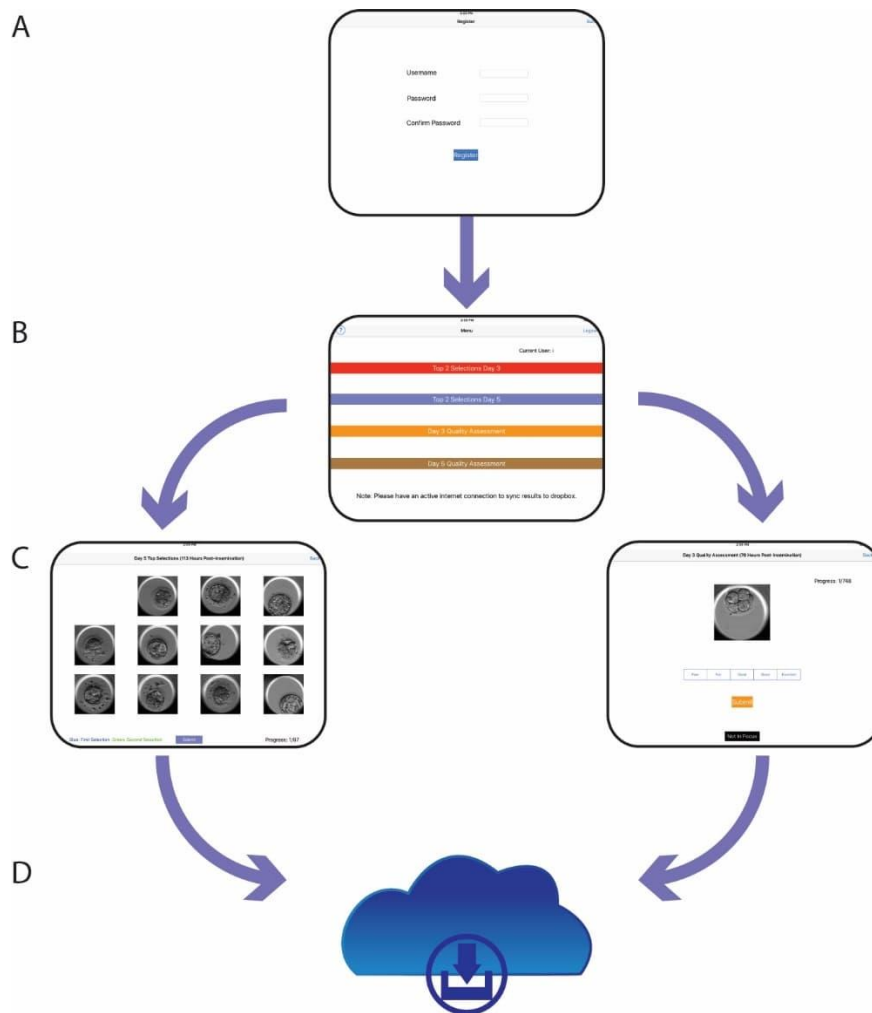 A
Register
Username
Password
Confirm Password
Register
B
?
Menu
Logout
Current User: i
Top 2 Selections Day 3
Top 2 Selections Day 5
Day 3 Quality Assessment
Day 5 Quality Assessment
Note: Please have an active internet connection to sync results to dropbox.
C
Day 5 Top Selections (113 Hours Post-Insemination)
Blue: First Selection Green: Second Selection
Submit
Progress: 1/87
Day 3 Quality Assessment (70 Hours Post-Insemination)
Progress: 1/748
Submit
Not In Focus
D